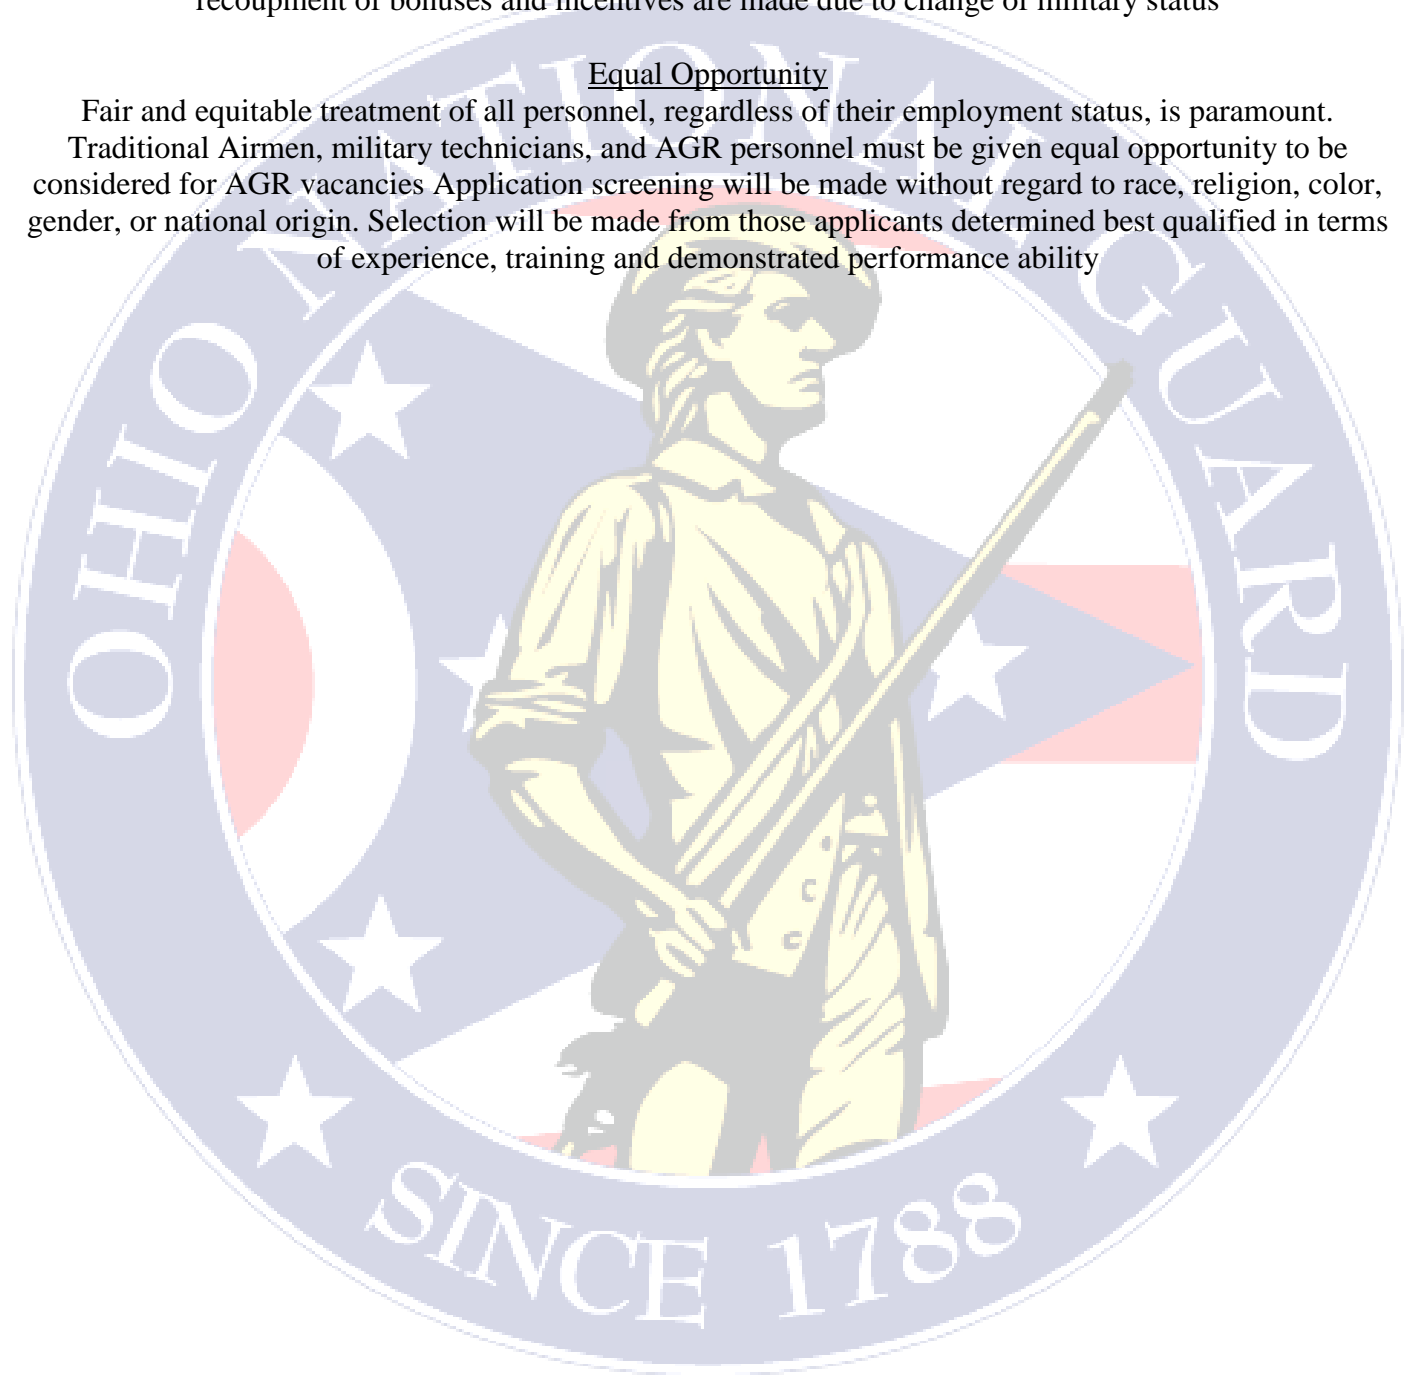 recoupment of bonuses and incentives are made due to change of military status
Equal Opportunity
Fair and equitable treatment of all personnel, regardless of their employment status, is paramount.
Traditional Airmen, military technicians, and AGR personnel must be given equal opportunity to be
considered for AGR vacancies Application screening will be made without regard to race, religion, color,
gender, or national origin. Selection will be made from those applicants determined best qualified in terms
of experience, training and demonstrated performance ability
OHIO NATIONAL GUARD
SINCE 1788